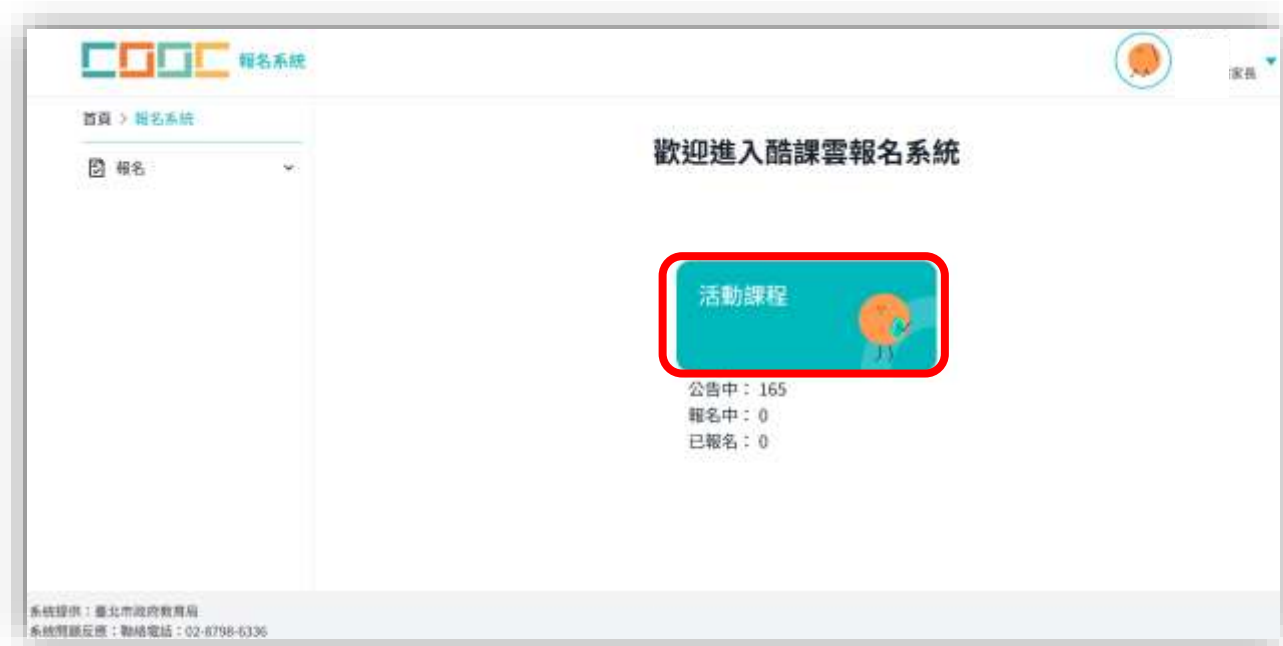 COOC 報名系統
家長
首頁 > 報名系統
報名
歡迎進入酷課雲報名系統
活動課程
公告中：165
報名中：0
已報名：0
系統提供：臺北市政府教育局
系統問題反應：聯絡電話：02-8798-6336